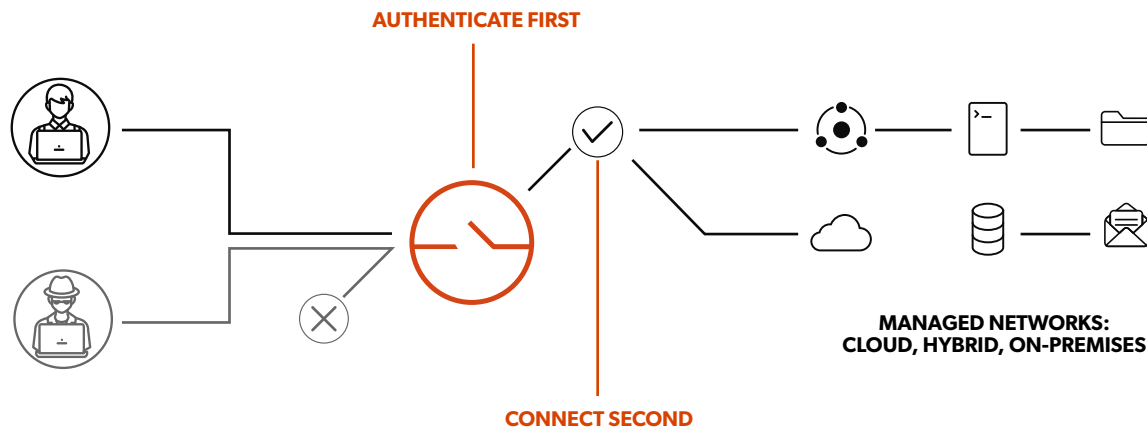 AUTHENTICATE FIRST
MANAGED NETWORKS:
CLOUD, HYBRID, ON-PREMISES
CONNECT SECOND